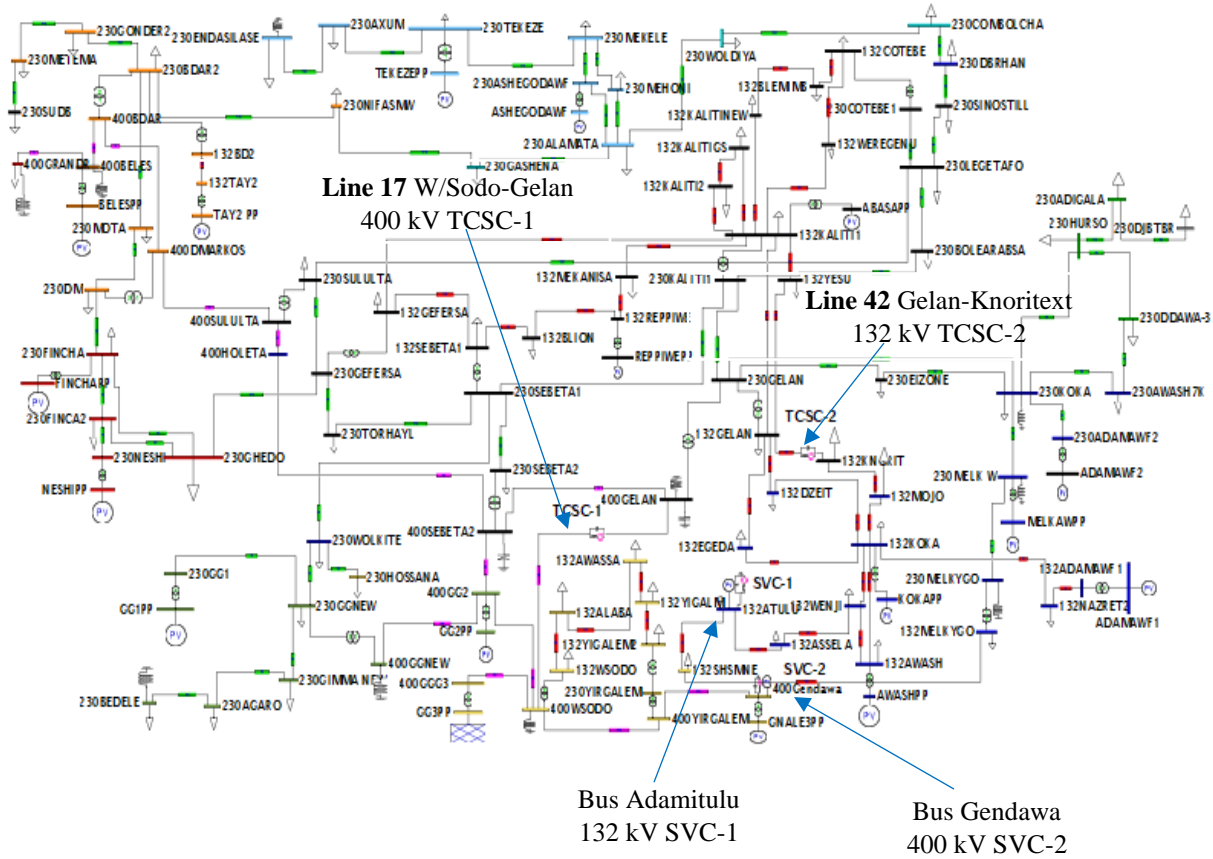 230GONDER2
230AXUM
230TEKEZE
230COMBOLCHA
230ENDASILASE
230MEKELE
132COTEBE
230METEMA
230WOLDIYA
230BDAR2
TEKEZEPP
230ASHEGODAWF
230MEHONI
230DBRHAN
132BLEMIMB
230SUDB
230NIFASMW
ASHEGODAWF
230COTEBE1
230SINOSTILL
400BDAR
132KALITINEW
230ALAMATA
132KALITIGS
132WEREGENU
132BD2
400GRANDR
400BELES
230GASHENA
230LEGETAFO
132TAY2
132KALITI2
Line 17 W/Sodo-Gelan
400 kV TCSC-1
BELESPP
TAY2 PP
ABASAPP
230ADIGALA
230HURSO
230DJBTBR
230MOTA
132KALITI1
400DMARKOS
230BOLEARABSA
230SULULTA
132MEKANISA
230KALITI1
132YESU
230DM
Line 42 Gelan-Knoritext
132 kV TCSC-2
132GEFERSA
400SULULTA
132REPPIWE
230DDAWA-3
400HOLETA
132SEBETA1
132BLION
230FINCHA
REPPIWEPP
230GEFERSA
230GELAN
230EIZONE
FINCHAPP
230SEBETA1
230KOKA
230AWASH7K
230FINCA2
230TORHAYL
132GELAN
TCSC-2
230ADAMAWF2
230NESHI
230GHEDO
230SEBETA2
132KNORIT
230MELK W
ADAMAWF2
NESHIPP
400GELAN
132DZEIT
132MOJO
TCSC-1
400SEBETA2
MELKAWPP
230WOLKITE
132EGEDA
132KOKA
132AWASSA
230GG1
230HOSSANA
SVC-1
230MELKYGO
132ADAMAWF1
400GG2
132YIGALEM
132ATULU
132WENJI
KOKAPP
132NAZRET2
ADAMAWF1
GG1PP
230GGNEW
132ALABA
GG2PP
132YIGALEM2
132ASSELA
132MELKYGO
400GGNEW
132WSODO
132SHSMNE
SVC-2
132AWASH
400GGG3
230YIRGALEM
400Gendawa
230BEDELE
230AGARO
GG3PP
400WSODO
400YIRGALEM
GNALE3PP
AWASHPP
Bus Adamitulu
132 kV SVC-1
Bus Gendawa
400 kV SVC-2